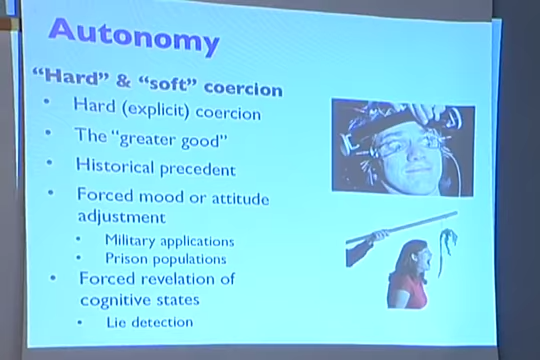 Autonomy
“Hard” & “soft” coercion
• Hard (explicit) coercion
• The “greater good”
• Historical precedent
• Forced mood or attitude
adjustment
• Military applications
• Prison populations
• Forced revelation of
cognitive states
• Lie detection